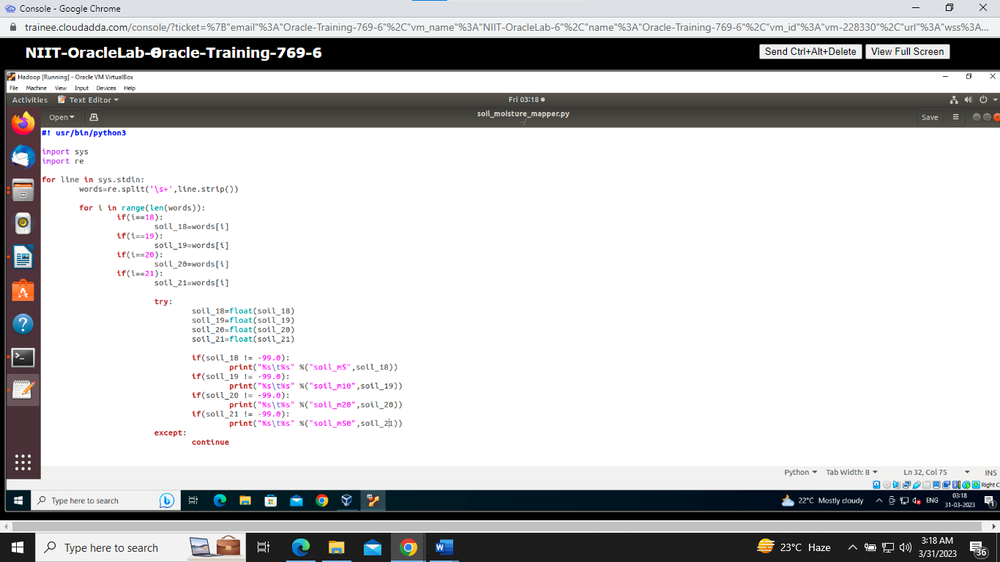 Console - Google Chrome
trainee.cloudadda.com/console/?ticket=%7B"email"%3A"Oracle-Training-769-6"%2C"vm_name"%3A"NIIT-OracleLab-6"%2C"name"%3A"Oracle-Training-769-6"%2C"vm_id"%3A"vm-228330"%2C"url"%3A"wss%3A...
NIIT-OracleLab-6 Oracle-Training-769-6
Send Ctrl+Alt+Delete View Full Screen
Hadoop [Running] - Oracle VM VirtualBox
File Machine View Input Devices Help
Activities Text Editor Fri 03:18
Open soil_moisture_mapper.py Save
~/
#! usr/bin/python3
import sys
import re
for line in sys.stdin:
words=re.split('\s+',line.strip())
for i in range(len(words)):
if(i==18):
soil_18=words[i]
if(i==19):
soil_19=words[i]
if(i==20):
soil_20=words[i]
if(i==21):
soil_21=words[i]
try:
soil_18=float(soil_18)
soil_19=float(soil_19)
soil_20=float(soil_20)
soil_21=float(soil_21)
if(soil_18 != -99.0):
print("%s\t%s" %("soil_m5",soil_18))
if(soil_19 != -99.0):
print("%s\t%s" %("soil_m10",soil_19))
if(soil_20 != -99.0):
print("%s\t%s" %("soil_m20",soil_20))
if(soil_21 != -99.0):
print("%s\t%s" %("soil_m50",soil_21))
except:
continue
Python Tab Width: 8 Ln 32, Col 75 INS
Right C
Type here to search 22°C Mostly cloudy ENG 03:18
31-03-2023
1
Type here to search 23°C Haze 3:18 AM
3/31/2023
36